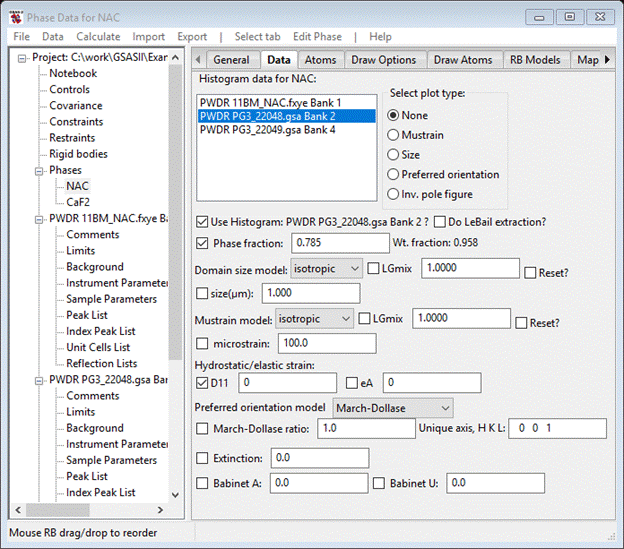 Phase Data for NAC
File Data Calculate Import Export | Select tab Edit Phase | Help
Project: C:\work\GSASII\Exam
Notebook
Controls
Covariance
Constraints
Restraints
Rigid bodies
Phases
NAC
CaF2
PWDR 11BM_NAC.fxye Ba
Comments
Limits
Background
Instrument Parameters
Sample Parameters
Peak List
Index Peak List
Unit Cells List
Reflection Lists
PWDR PG3_22048.gsa Ban
Comments
Limits
Background
Instrument Parameters
Sample Parameters
Peak List
Index Peak List
General Data Atoms Draw Options Draw Atoms RB Models Map
Histogram data for NAC:
PWDR 11BM_NAC.fxye Bank 1
PWDR PG3_22048.gsa Bank 2
PWDR PG3_22049.gsa Bank 4
Select plot type:
None
Mustrain
Size
Preferred orientation
Inv. pole figure
Use Histogram: PWDR PG3_22048.gsa Bank 2 ? Do LeBail extraction?
Phase fraction: 0.785 Wt. fraction: 0.958
Domain size model: isotropic LGmix 1.0000 Reset?
size(μm): 1.000
Mustrain model: isotropic LGmix 1.0000 Reset?
microstrain: 100.0
Hydrostatic/elastic strain:
D11 0 eA 0
Preferred orientation model March-Dollase
March-Dollase ratio: 1.0 Unique axis, H K L: 0 0 1
Extinction: 0.0
Babinet A: 0.0 Babinet U: 0.0
Mouse RB drag/drop to reorder